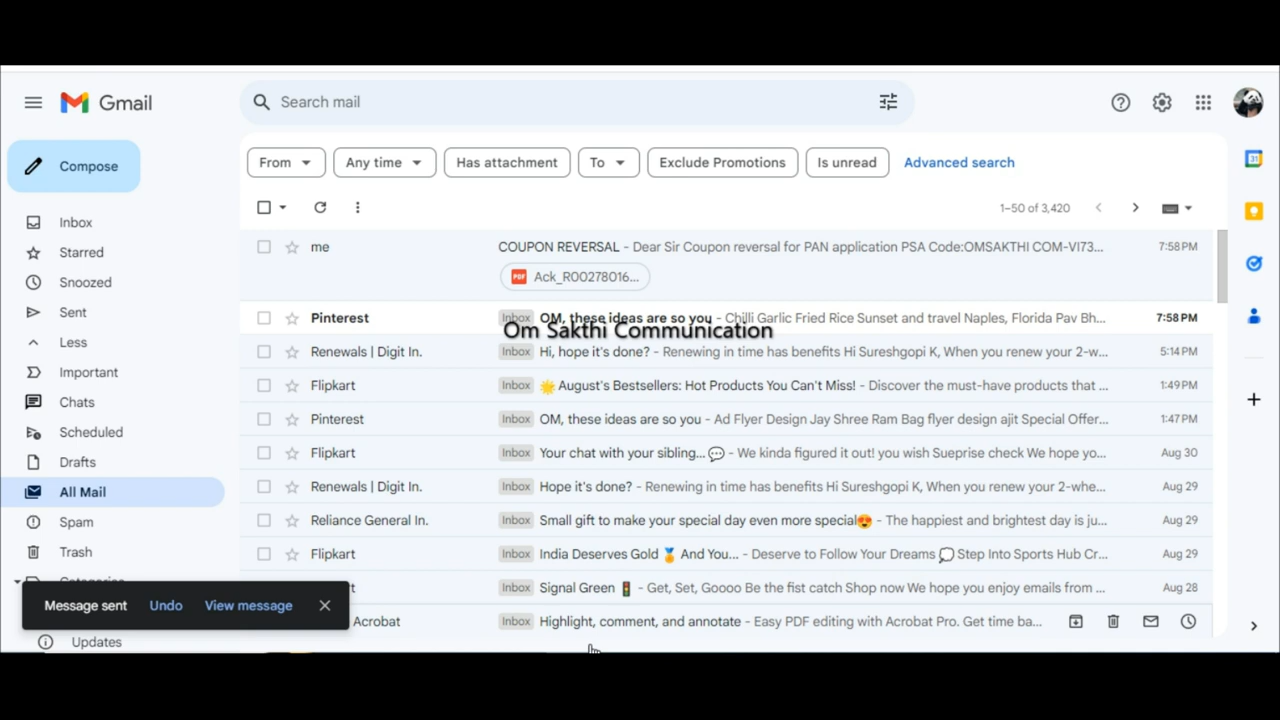 Gmail
Search mail
Compose
From
Any time
Has attachment
To
Exclude Promotions
Is unread
Advanced search
1–50 of 3,420
Inbox
Starred
Snoozed
Sent
Less
Important
Chats
Scheduled
Drafts
All Mail
Spam
Trash
Updates
me COUPON REVERSAL - Dear Sir Coupon reversal for PAN application PSA Code:OMSAKTHI COM-VI73... 7:58 PM
PDF Ack_R00278016...
Pinterest Inbox OM, these ideas are so you - Chilli Garlic Fried Rice Sunset and travel Naples, Florida Pav Bh... 7:58 PM
Om Sakthi Communication
Renewals | Digit In. Inbox Hi, hope it's done? - Renewing in time has benefits Hi Sureshgopi K, When you renew your 2-w... 5:14 PM
Flipkart Inbox 🌟August's Bestsellers: Hot Products You Can't Miss! - Discover the must-have products that ... 1:49 PM
Pinterest Inbox OM, these ideas are so you - Ad Flyer Design Jay Shree Ram Bag flyer design ajit Special Offer... 1:47 PM
Flipkart Inbox Your chat with your sibling... 💬 - We kinda figured it out! you wish Sueprise check We hope yo... Aug 30
Renewals | Digit In. Inbox Hope it's done? - Renewing in time has benefits Hi Sureshgopi K, When you renew your 2-whe... Aug 29
Reliance General In. Inbox Small gift to make your special day even more special😍 - The happiest and brightest day is ju... Aug 29
Flipkart Inbox India Deserves Gold 🏅 And You... - Deserve to Follow Your Dreams 💭 Step Into Sports Hub Cr... Aug 29
Inbox Signal Green 🚦 - Get, Set, Goooo Be the fist catch Shop now We hope you enjoy emails from ... Aug 28
Acrobat Inbox Highlight, comment, and annotate - Easy PDF editing with Acrobat Pro. Get time ba...
Message sent
Undo
View message
31